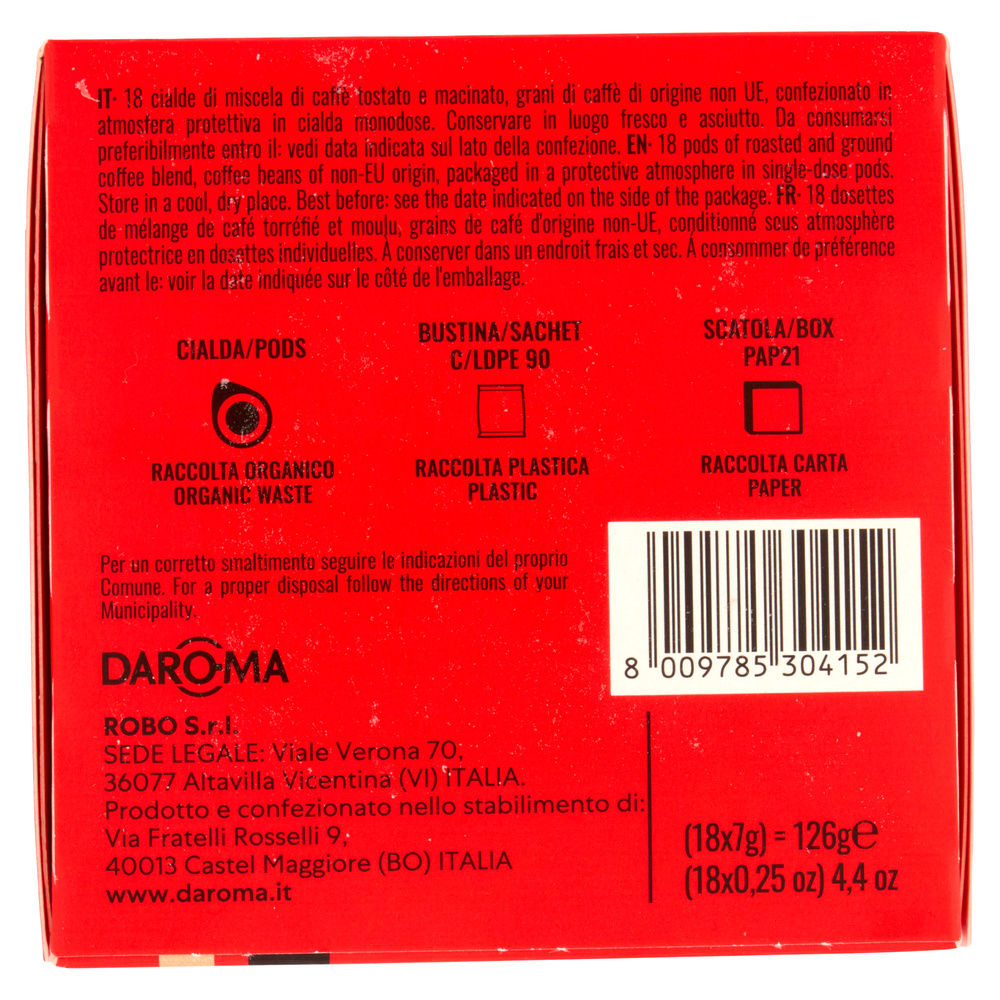 IT• 18 cialde di miscela di caffè tostato e macinato, grani di caffè di origine non UE, confezionato in
atmosfera protettiva in cialda monodose. Conservare in luogo fresco e asciutto. Da consumarsi
preferibilmente entro il: vedi data indicata sul lato della confezione. EN• 18 pods of roasted and ground
coffee blend, coffee beans of non-EU origin, packaged in a protective atmosphere in single-dose pods.
Store in a cool, dry place. Best before: see the date indicated on the side of the package. FR• 18 dosettes
de mélange de café torréfié et moulu, grains de café d'origine non-UE, conditionné sous atmosphère
protectrice en dosettes individuelles. À conserver dans un endroit frais et sec. À consommer de préférence
avant le: voir la date indiquée sur le côté de l'emballage.
CIALDA/PODS
RACCOLTA ORGANICO
ORGANIC WASTE
BUSTINA/SACHET
C/LDPE 90
RACCOLTA PLASTICA
PLASTIC
SCATOLA/BOX
PAP21
RACCOLTA CARTA
PAPER
Per un corretto smaltimento seguire le indicazioni del proprio
Comune. For a proper disposal follow the directions of your
Municipality.
8 009785 304152
DAROMA
ROBO S.r.l.
SEDE LEGALE: Viale Verona 70,
36077 Altavilla Vicentina (VI) ITALIA.
Prodotto e confezionato nello stabilimento di:
Via Fratelli Rosselli 9,
40013 Castel Maggiore (BO) ITALIA
www.daroma.it
(18x7g) = 126g℮
(18x0,25 oz) 4,4 oz